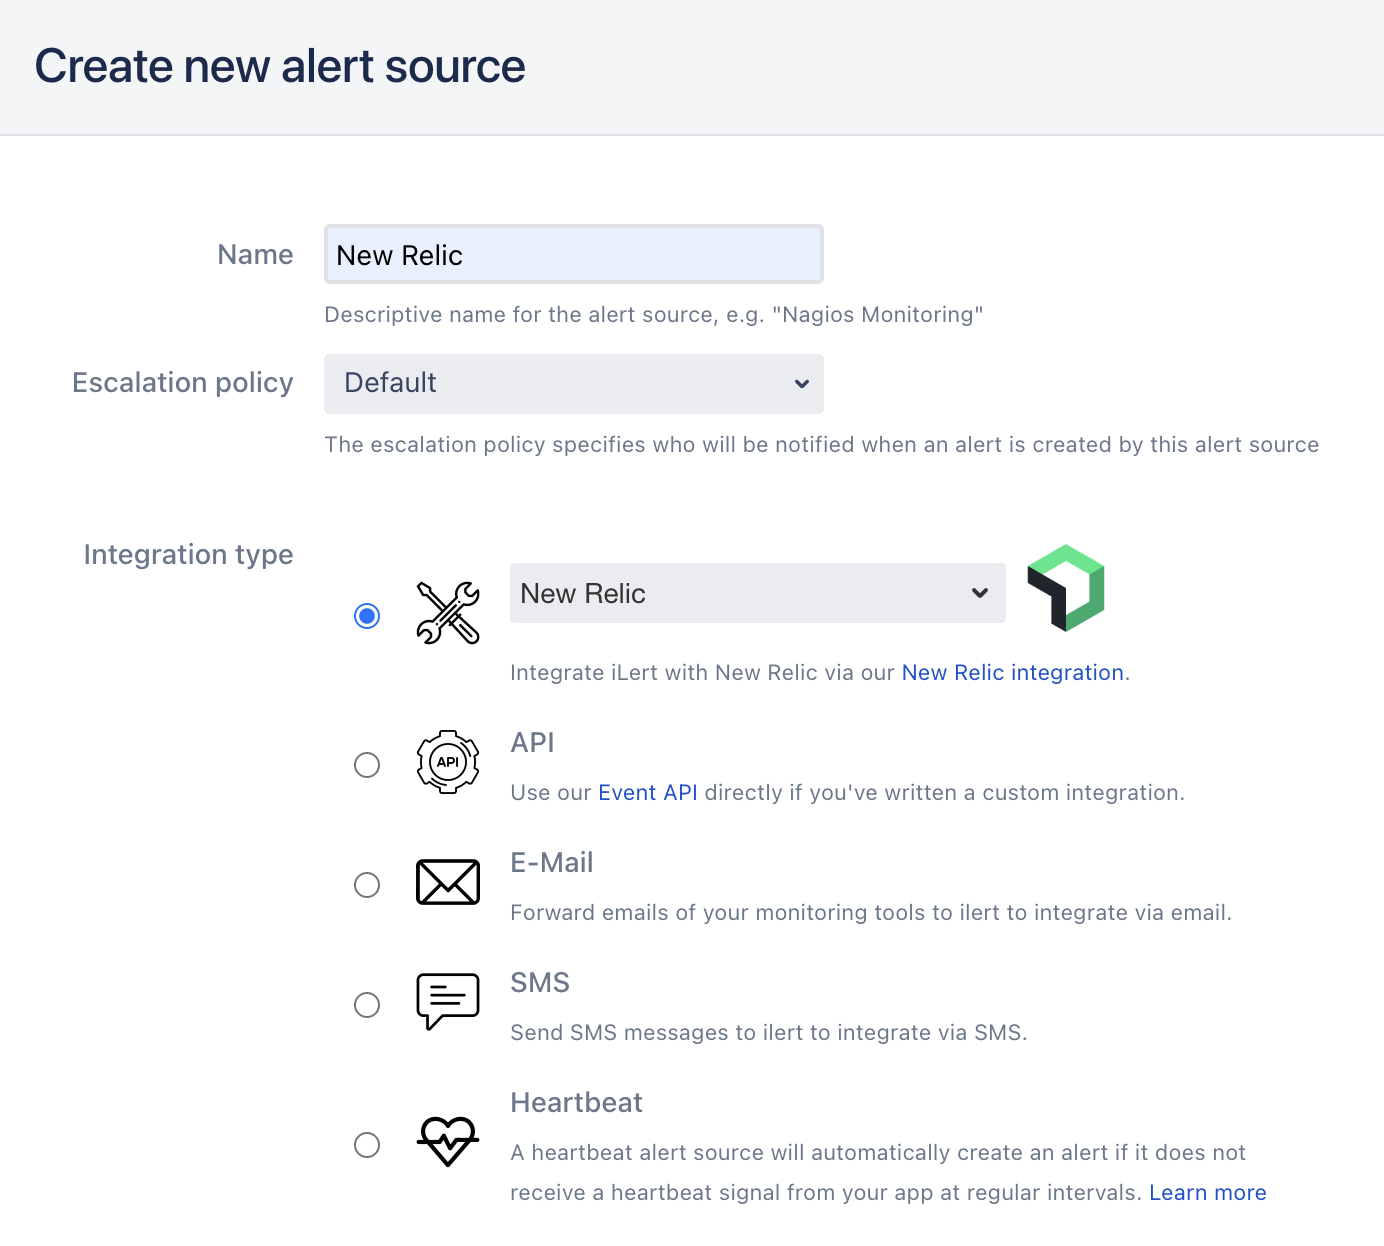 Create new alert source
Name
New Relic
Descriptive name for the alert source, e.g. "Nagios Monitoring"
Escalation policy
Default
The escalation policy specifies who will be notified when an alert is created by this alert source
Integration type
New Relic
Integrate iLert with New Relic via our New Relic integration.
API
API
Use our Event API directly if you've written a custom integration.
E-Mail
Forward emails of your monitoring tools to ilert to integrate via email.
SMS
Send SMS messages to ilert to integrate via SMS.
Heartbeat
A heartbeat alert source will automatically create an alert if it does not
receive a heartbeat signal from your app at regular intervals. Learn more